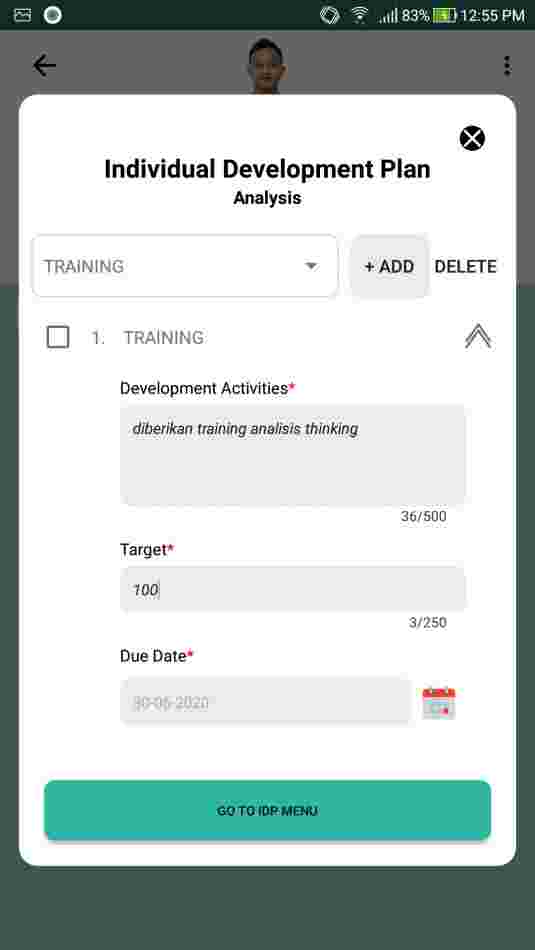 83% 12:55 PM
Individual Development Plan
Analysis
TRAINING + ADD DELETE
1. TRAINING
Development Activities*
diberikan training analisis thinking
36/500
Target*
100
3/250
Due Date*
30-06-2020
GO TO IDP MENU